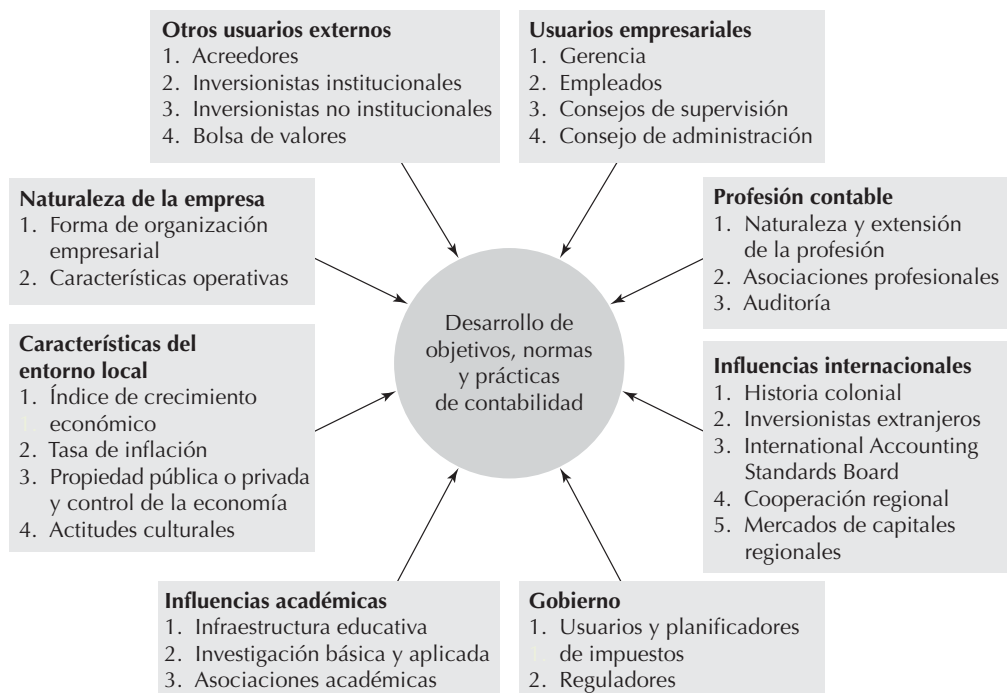 Otros usuarios externos
1. Acreedores
2. Inversionistas institucionales
3. Inversionistas no institucionales
4. Bolsa de valores
Usuarios empresariales
1. Gerencia
2. Empleados
3. Consejos de supervisión
4. Consejo de administración
Naturaleza de la empresa
1. Forma de organización
empresarial
2. Características operativas
Profesión contable
1. Naturaleza y extensión
de la profesión
2. Asociaciones profesionales
3. Auditoría
Desarrollo de
objetivos, normas
y prácticas
de contabilidad
Características del
entorno local
1. Índice de crecimiento
económico
2. Tasa de inflación
3. Propiedad pública o privada
y control de la economía
4. Actitudes culturales
Influencias internacionales
1. Historia colonial
2. Inversionistas extranjeros
3. International Accounting
Standards Board
4. Cooperación regional
5. Mercados de capitales
regionales
Influencias académicas
1. Infraestructura educativa
2. Investigación básica y aplicada
3. Asociaciones académicas
Gobierno
1. Usuarios y planificadores
de impuestos
2. Reguladores